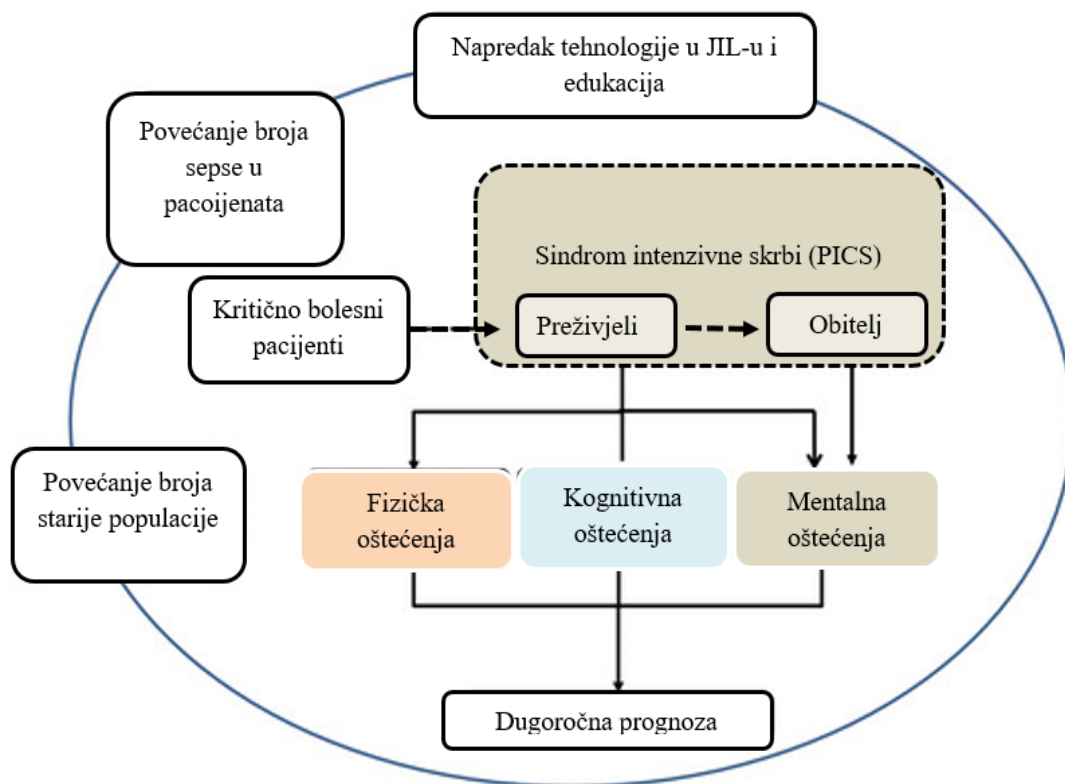 Napredak tehnologije u JIL-u i
edukacija
Povećanje broja
sepse u
pacoijenata
Sindrom intenzivne skrbi (PICS)
Kritično bolesni
pacijenti
Preživjeli
Obitelj
Povećanje broja
starije populacije
Fizička
oštećenja
Kognitivna
oštećenja
Mentalna
oštećenja
Dugoročna prognoza